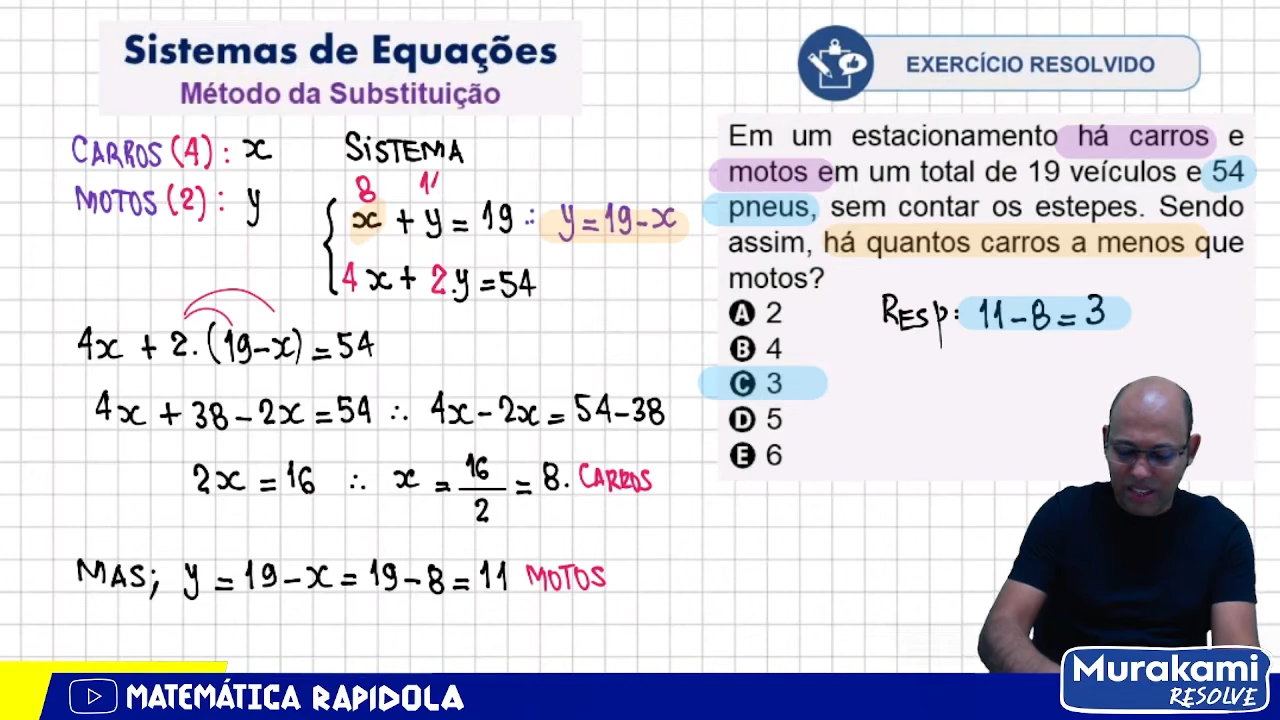 Sistemas de Equações
Método da Substituição
CARROS (4) : x
MOTOS (2) : y
SISTEMA
8 11
x + y = 19 ∴ y = 19 - x
4x + 2.y = 54
4x + 2.(19-x) = 54
4x + 38 - 2x = 54 ∴ 4x - 2x = 54 - 38
2x = 16 ∴ x = 16/2 = 8. CARROS
MAS; y = 19 - x = 19 - 8 = 11 MOTOS
EXERCÍCIO RESOLVIDO
Em um estacionamento há carros e
motos em um total de 19 veículos e 54
pneus, sem contar os estepes. Sendo
assim, há quantos carros a menos que
motos?
RESP: 11 - 8 = 3
A 2
B 4
C 3
D 5
E 6
MATEMÁTICA RAPIDOLA
Murakami
RESOLVE